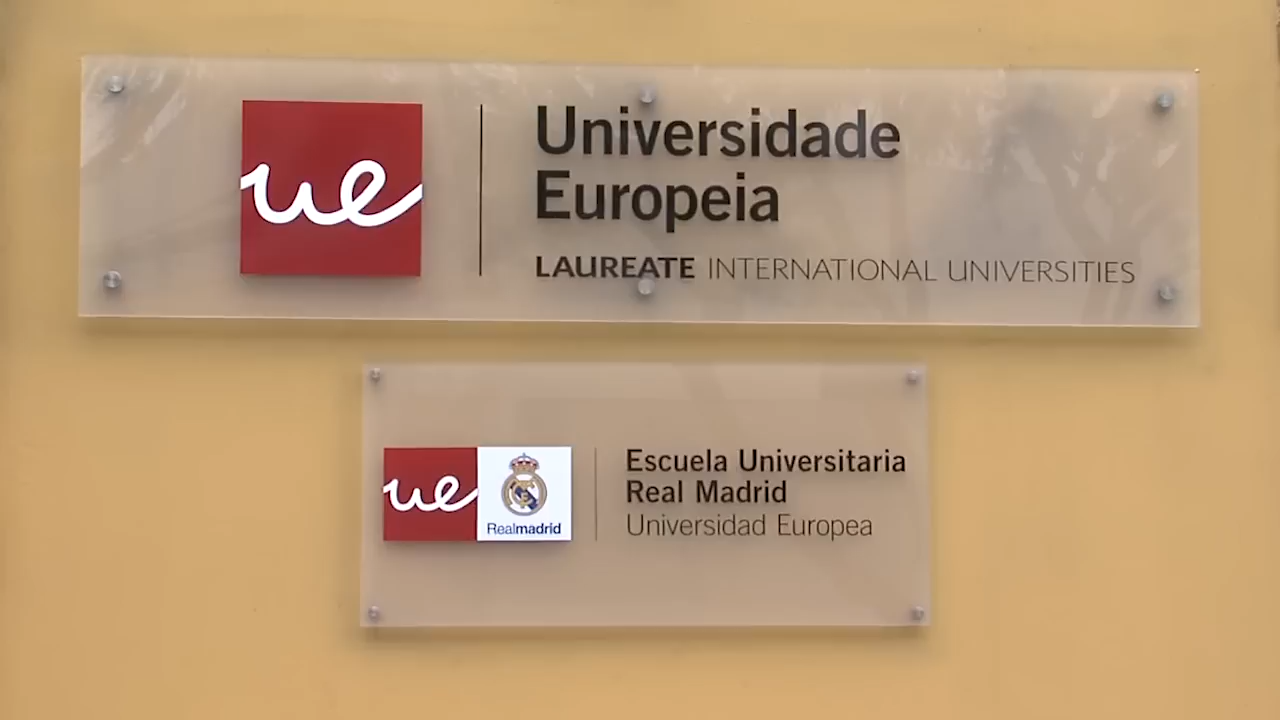 ue
Universidade
Europeia
LAUREATE INTERNATIONAL UNIVERSITIES
ue
Realmadrid
Escuela Universitaria
Real Madrid
Universidad Europea